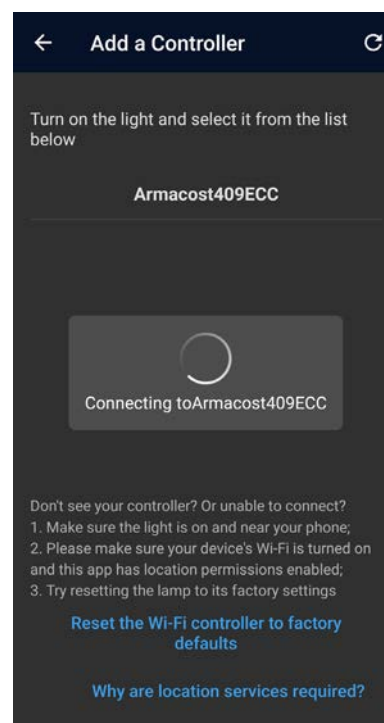 Add a Controller
Turn on the light and select it from the list
below
Armacost409ECC
Connecting toArmacost409ECC
Don't see your controller? Or unable to connect?
1. Make sure the light is on and near your phone;
2. Please make sure your device's Wi-Fi is turned on
and this app has location permissions enabled;
3. Try resetting the lamp to its factory settings
Reset the Wi-Fi controller to factory
defaults
Why are location services required?